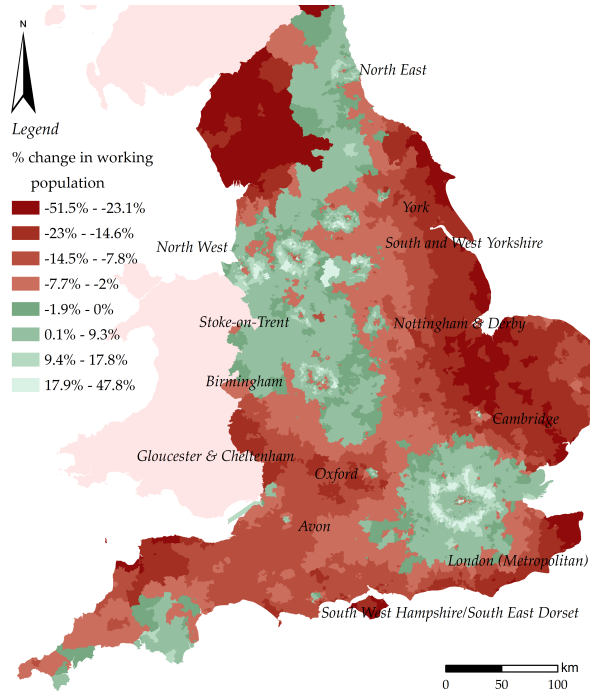 N
North East
Legend
% change in working
population
-51.5% - -23.1%
-23% - -14.6%
-14.5% - -7.8%
-7.7% - -2%
-1.9% - 0%
0.1% - 9.3%
9.4% - 17.8%
17.9% - 47.8%
York
North West
South and West Yorkshire
Stoke-on-Trent
Nottingham & Derby
Birmingham
Cambridge
Gloucester & Cheltenham
Oxford
Avon
London (Metropolitan)
South West Hampshire/South East Dorset
km
0 50 100